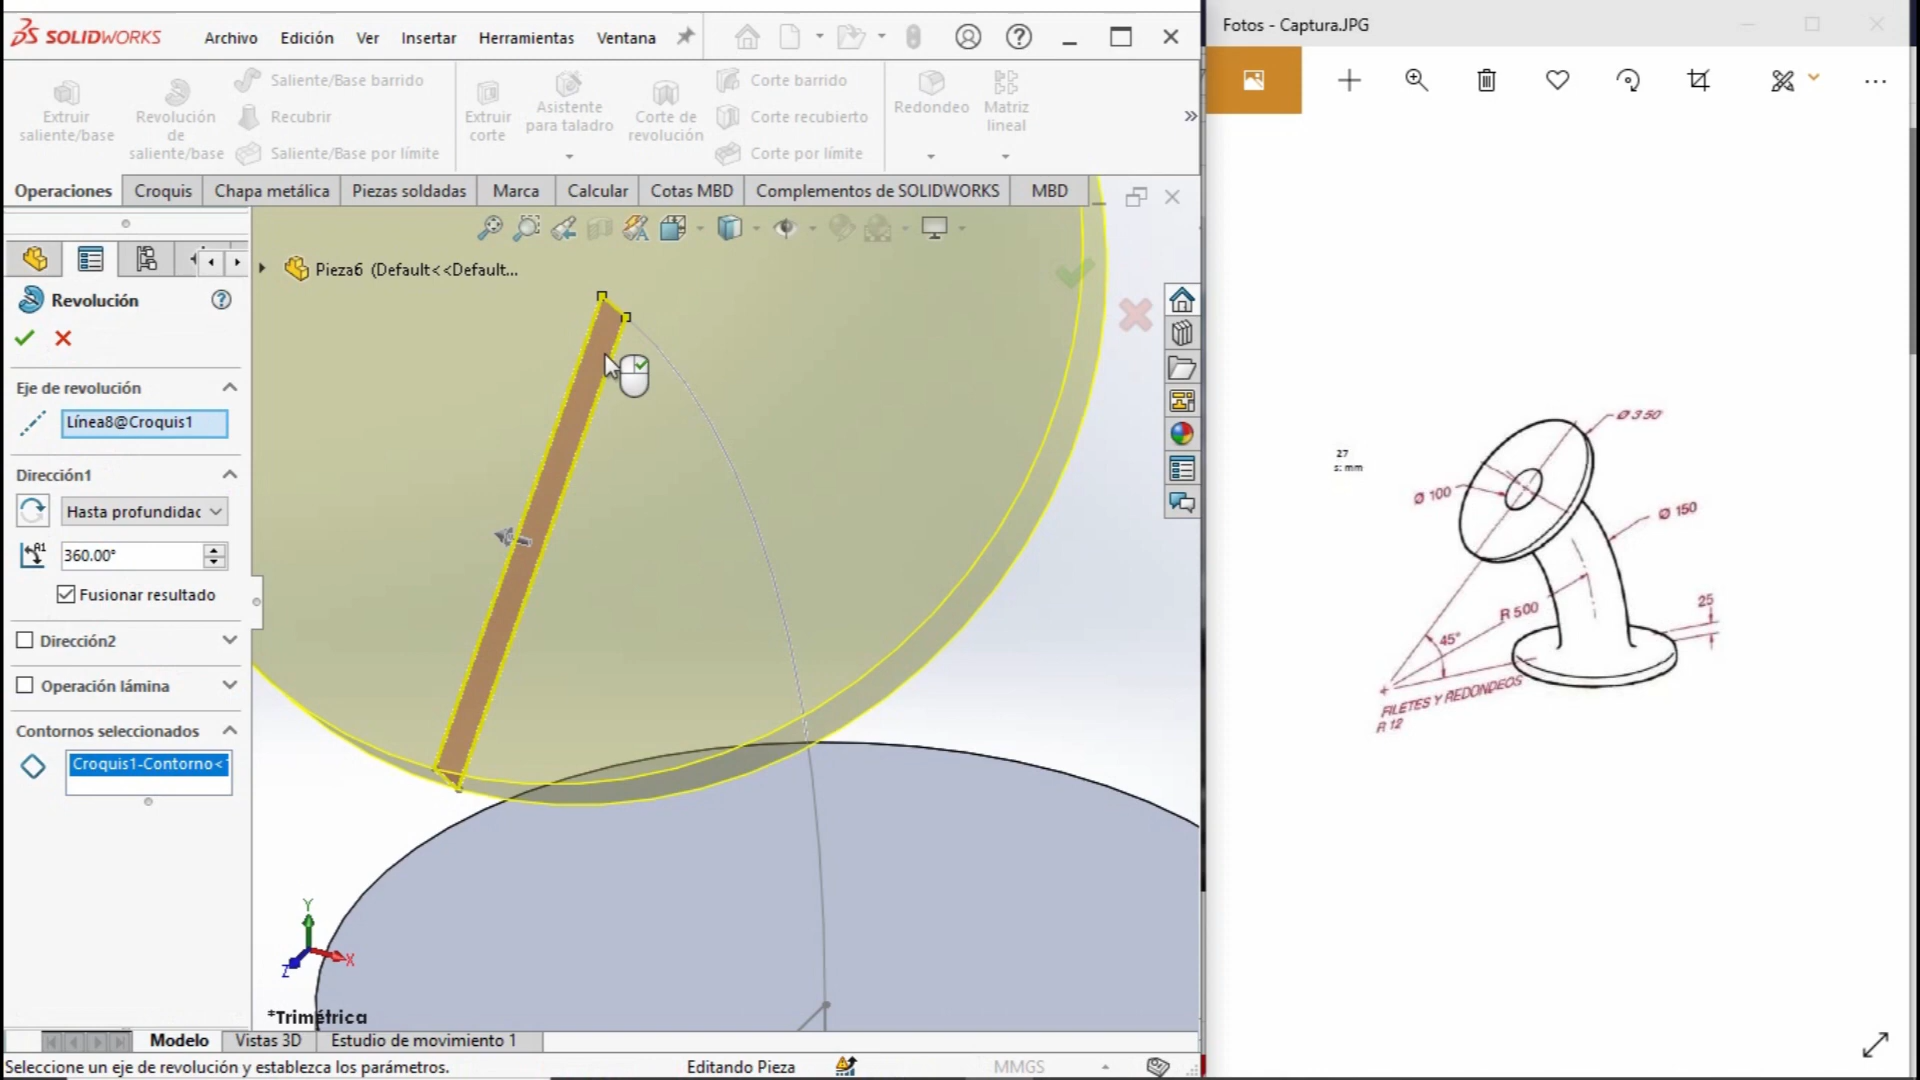 SOLIDWORKS
Archivo Edición Ver Insertar Herramientas Ventana
Extruir saliente/base
Revolución de saliente/base
Saliente/Base barrido
Recubrir
Saliente/Base por límite
Extruir corte
Asistente para taladro
Corte de revolución
Corte barrido
Corte recubierto
Corte por límite
Redondeo
Matriz lineal
Operaciones Croquis Chapa metálica Piezas soldadas Marca Calcular Cotas MBD Complementos de SOLIDWORKS MBD
Pieza6 (Default<<Default...
Revolución
Eje de revolución
Línea8@Croquis1
Dirección1
Hasta profundidad
360.00°
Fusionar resultado
Dirección2
Operación lámina
Contornos seleccionados
Croquis1-Contorno<1
Y
X
Z
*Trimétrica
Modelo Vistas 3D Estudio de movimiento 1
Seleccione un eje de revolución y establezca los parámetros.
Editando Pieza
MMGS
Fotos - Captura.JPG
27
s: mm
Ø 350
Ø 100
Ø 150
R 500
25
45°
FILETES Y REDONDEOS
R 12